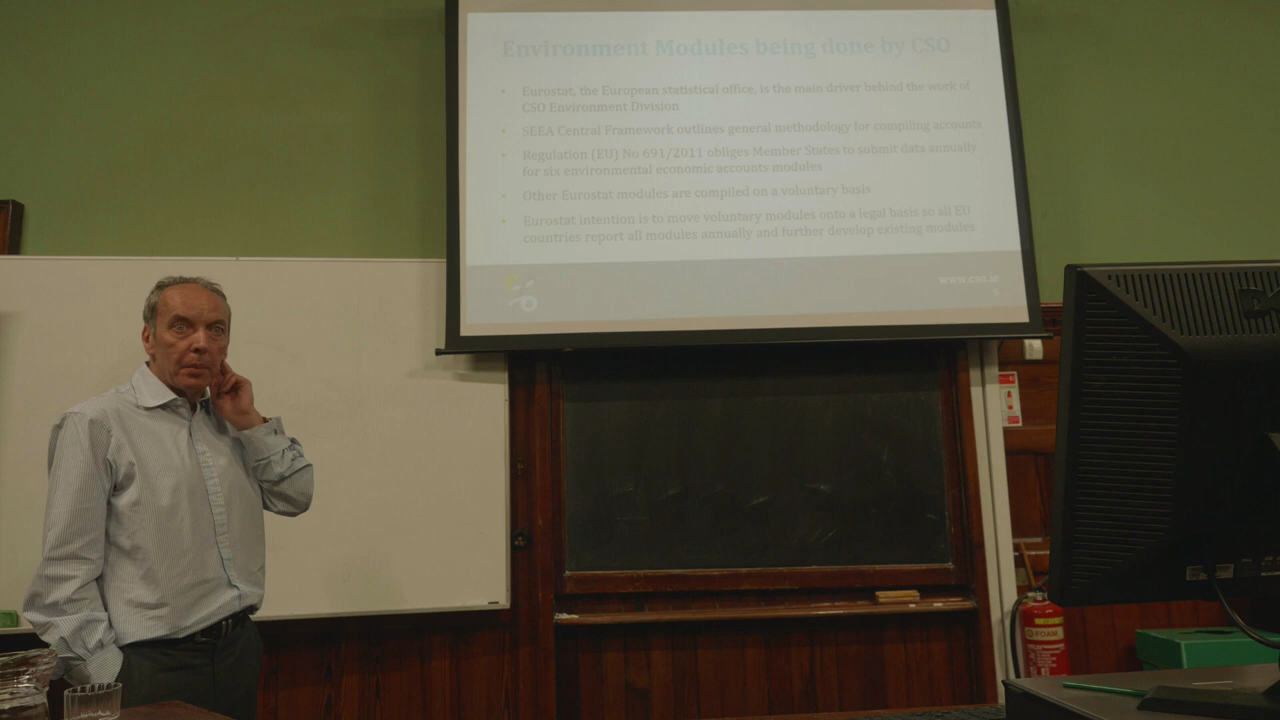 Environment Modules being done by CSO
• Eurostat, the European statistical office, is the main driver behind the work of
CSO Environment Division
• SEEA Central Framework outlines general methodology for compiling accounts
• Regulation (EU) No 691/2011 obliges Member States to submit data annually
for six environmental economic accounts modules
• Other Eurostat modules are compiled on a voluntary basis
• Eurostat intention is to move voluntary modules onto a legal basis so all EU
countries report all modules annually and further develop existing modules
www.cso.ie
FOAM